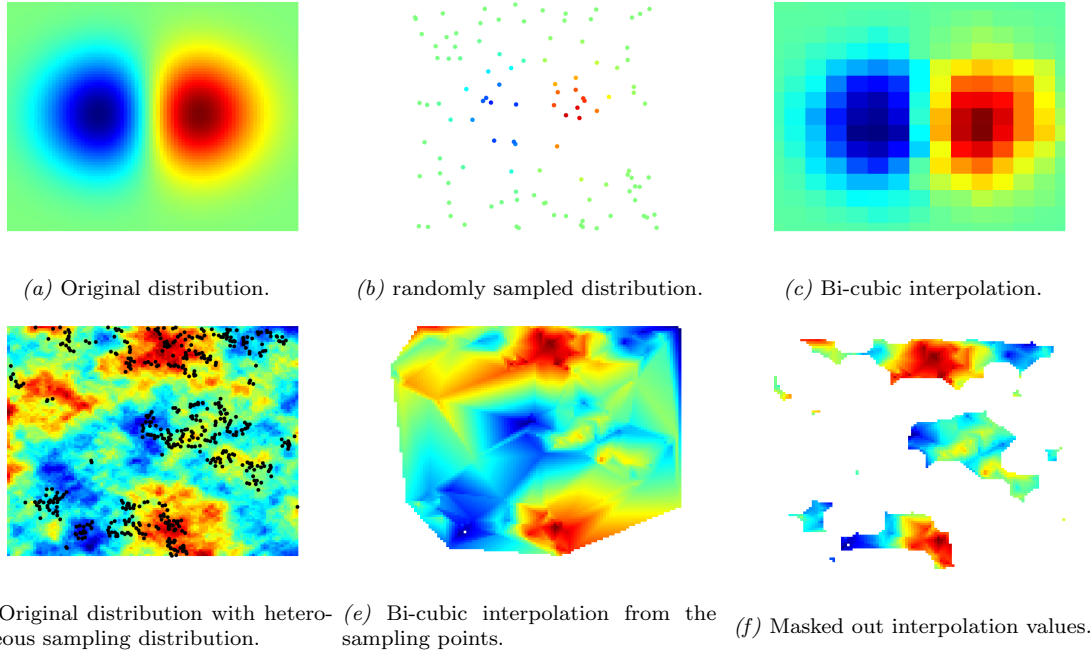 (a) Original distribution.
(b) randomly sampled distribution.
(c) Bi-cubic interpolation.
Original distribution with hetero-
eous sampling distribution.
(e) Bi-cubic interpolation from the
sampling points.
(f) Masked out interpolation values.